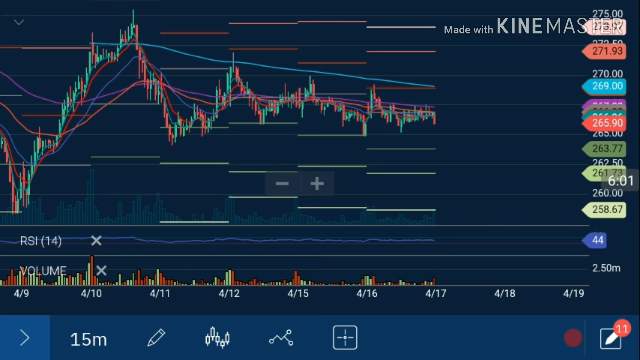 275.00
Made with KINEMASTER
271.93
270.00
269.00
265.90
265.00
263.77
262.50
261.73
6:01
260.00
258.67
RSI (14)
44
VOLUME
2.50m
4/9 4/10 4/11 4/12 4/15 4/16 4/17 4/18 4/19
15m
11